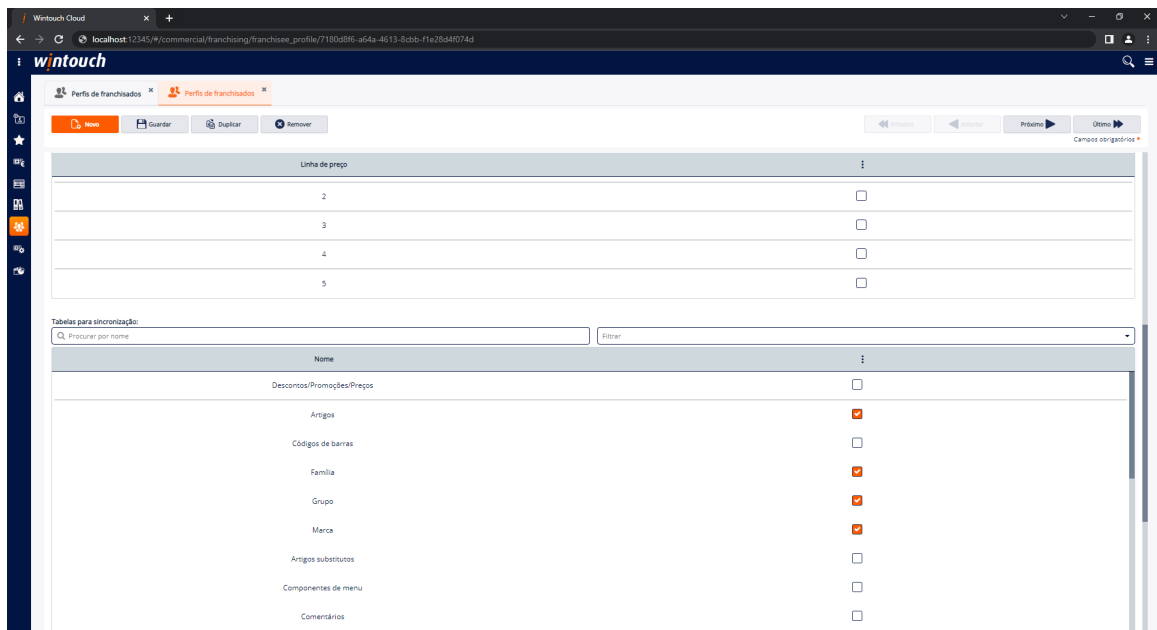 Wintouch Cloud
localhost:12345/#/commercial/franchising/franchisee_profile/7180d8f6-a64a-4613-8cbb-f1e28d4f074d
wintouch
Perfis de franchisados
Perfis de franchisados
Novo
Guardar
Duplicar
Remover
Primeiro
Anterior
Próximo
Último
Campos obrigatórios *
Linha de preço
2
3
4
5
Tabelas para sincronização:
Procurar por nome
Filtrar
Nome
Descontos/Promoções/Preços
Artigos
Códigos de barras
Família
Grupo
Marca
Artigos substitutos
Componentes de menu
Comentários